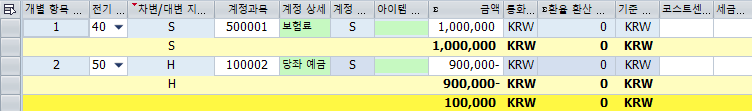 개별 항목 ... 전기 ... 차변/대변 지... 계정과목 계정 상세 계정 ... 아이템 ... Σ 금액 통화... Σ환율 환산 ... 기준 ... 코스트센... 세금...
1 40 S 500001 보험료 S 1,000,000 KRW 0 KRW
S 1,000,000 KRW 0 KRW
2 50 H 100002 당좌 예금 S 900,000- KRW 0 KRW
H 900,000- KRW 0 KRW
100,000 KRW 0 KRW